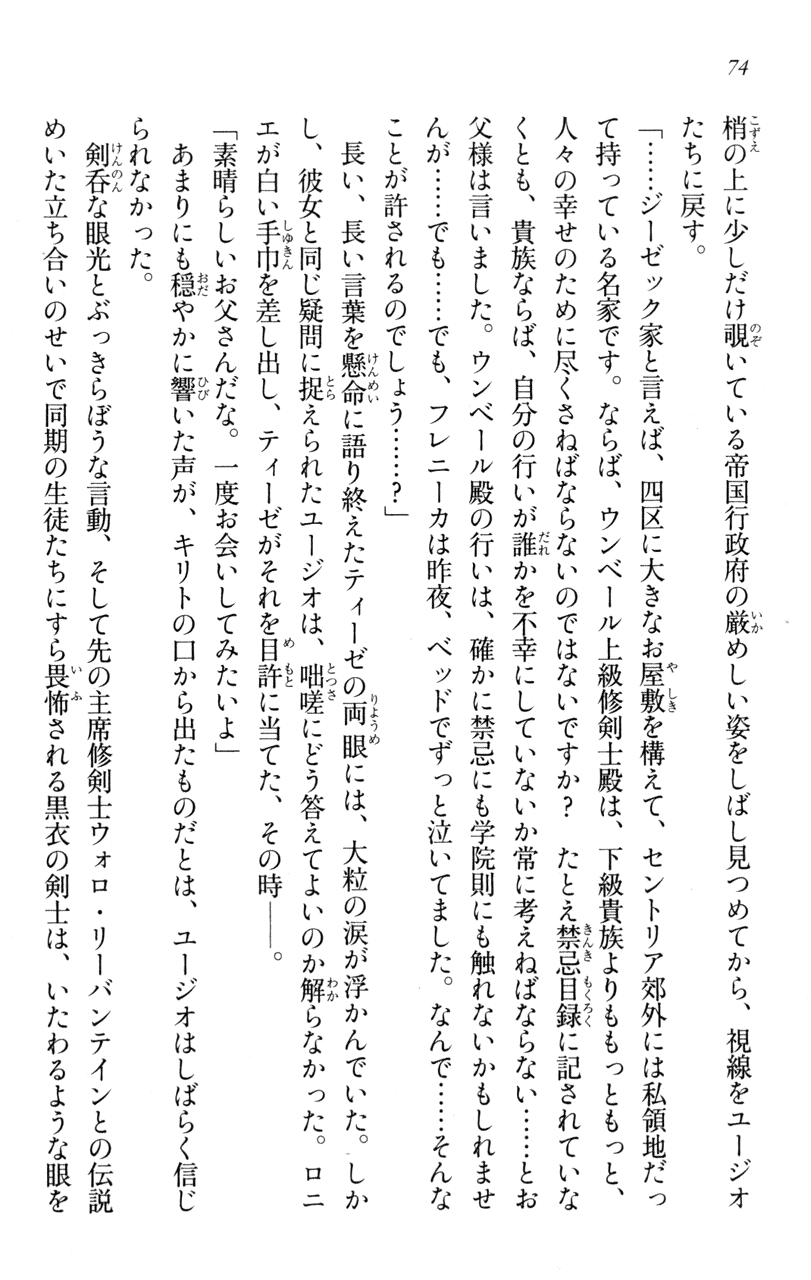 74
梢の上に少しだけ覗いている帝国行政府の厳めしい姿をしばし見つめてから、視線をユージオ
たちに戻す。
「……ジーゼック家と言えば、四区に大きなお屋敷を構えて、セントリア郊外には私領地だっ
て持っている名家です。ならば、ウンベール上級修剣士殿は、下級貴族よりももっともっと、
人々の幸せのために尽くさねばならないのではないですか？　たとえ禁忌目録に記されていな
くとも、貴族ならば、自分の行いが誰かを不幸にしていないか常に考えねばならない……とお
父様は言いました。ウンベール殿の行いは、確かに禁忌にも学院則にも触れないかもしれませ
んが……でも……でも、フレニーカは昨夜、ベッドでずっと泣いてました。なんで……そんな
ことが許されるのでしょう……？」
長い、長い言葉を懸命に語り終えたティーゼの両眼には、大粒の涙が浮かんでいた。しか
し、彼女と同じ疑問に捉えられたユージオは、咄嗟にどう答えてよいのか解らなかった。ロニ
エが白い手巾を差し出し、ティーゼがそれを目許に当てた、その時――。
「素晴らしいお父さんだな。一度お会いしてみたいよ」
あまりにも穏やかに響いた声が、キリトの口から出たものだとは、ユージオはしばらく信じ
られなかった。
剣呑な眼光とぶっきらぼうな言動、そして先の主席修剣士ウォロ・リーバンテインとの伝説
めいた立ち合いのせいで同期の生徒たちにすら畏怖される黒衣の剣士は、いたわるような眼を